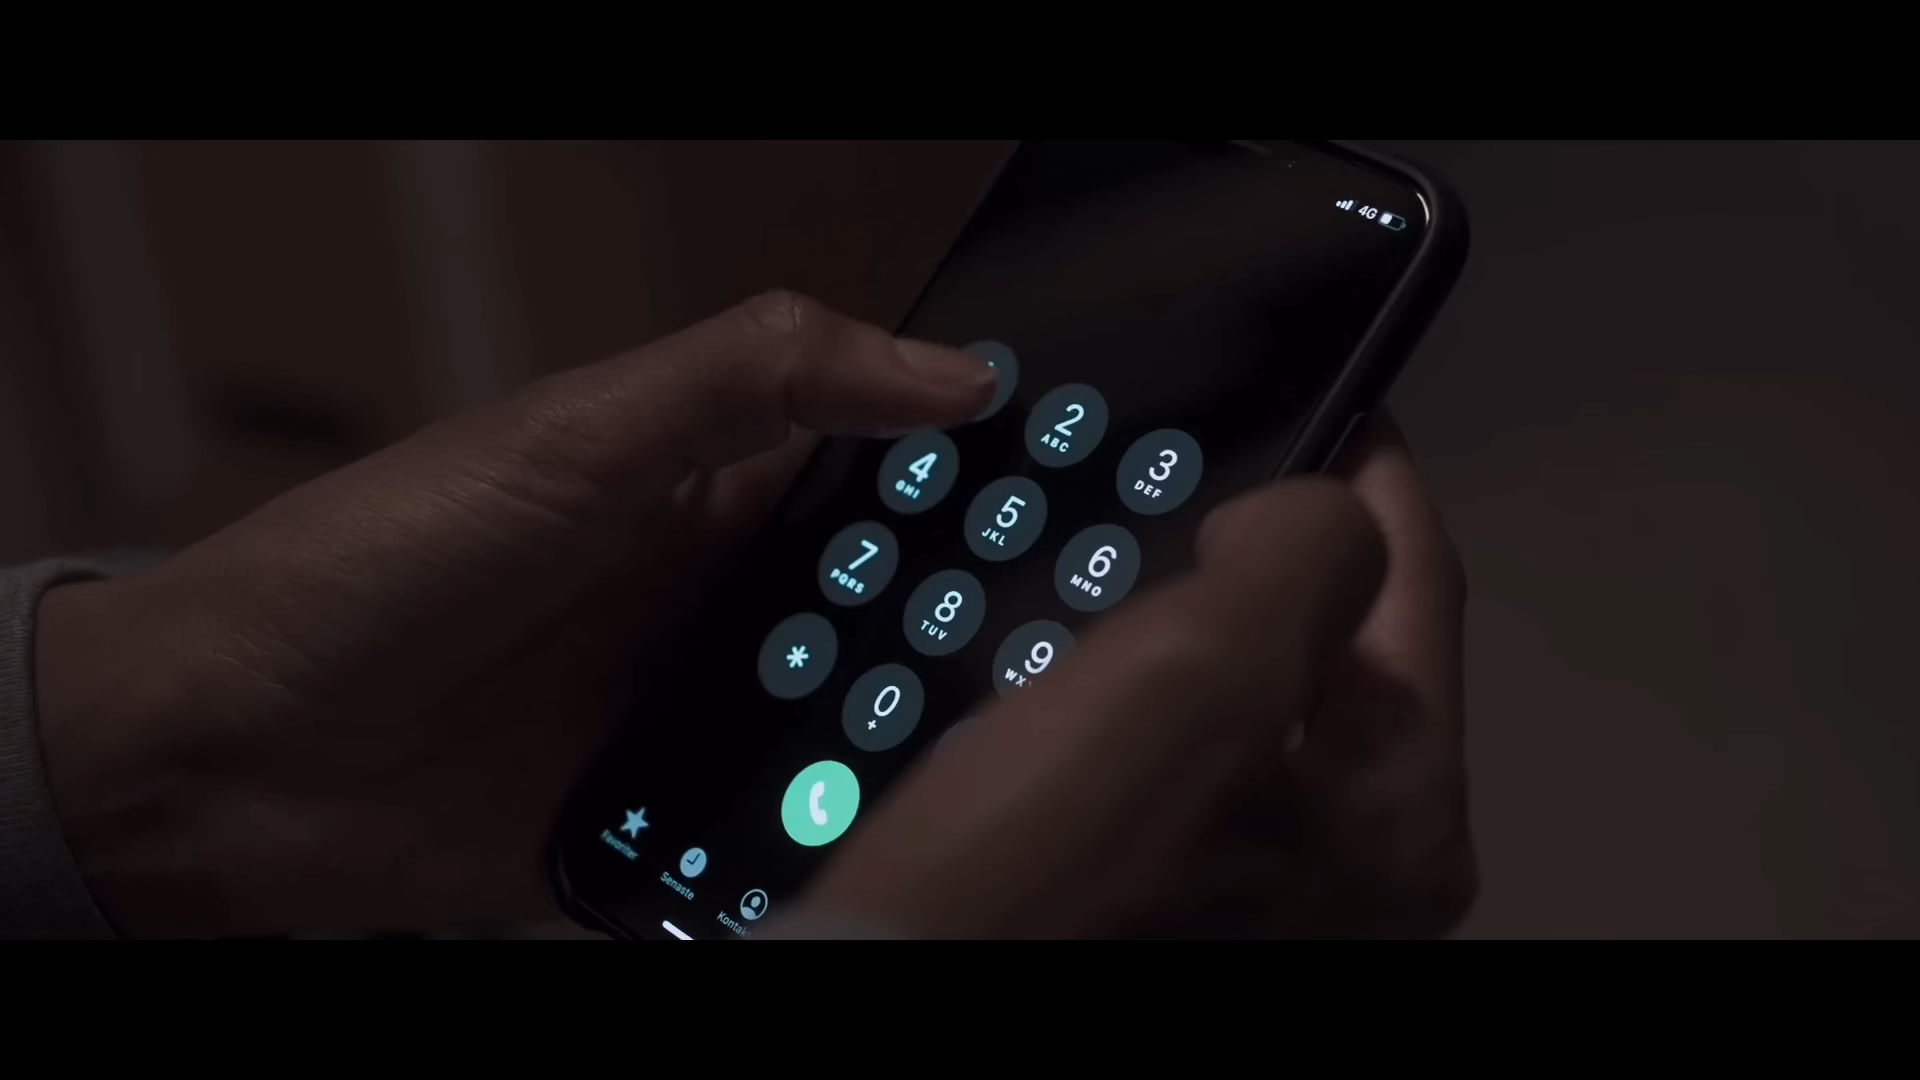 4G
2
ABC
3
DEF
4
GHI
5
JKL
6
MNO
7
PQRS
8
TUV
9
*
0
+
Favoriter
Senaste